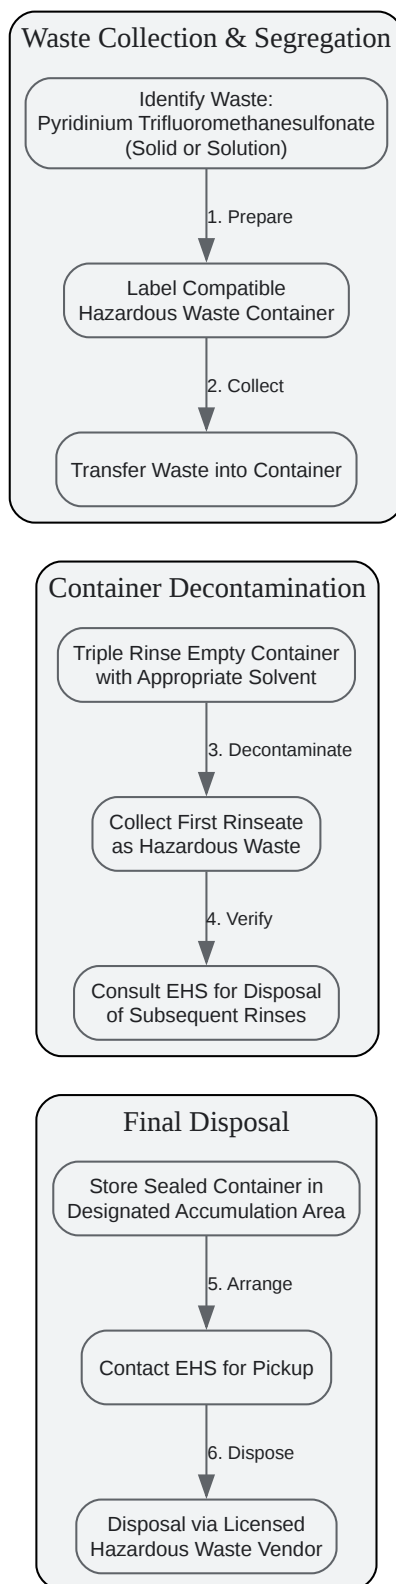 Waste Collection & Segregation
Identify Waste:
Pyridinium Trifluoromethanesulfonate
(Solid or Solution)
1. Prepare
Label Compatible
Hazardous Waste Container
2. Collect
Transfer Waste into Container
Container Decontamination
Triple Rinse Empty Container
with Appropriate Solvent
3. Decontaminate
Collect First Rinseate
as Hazardous Waste
4. Verify
Consult EHS for Disposal
of Subsequent Rinses
Final Disposal
Store Sealed Container in
Designated Accumulation Area
5. Arrange
Contact EHS for Pickup
6. Dispose
Disposal via Licensed
Hazardous Waste Vendor